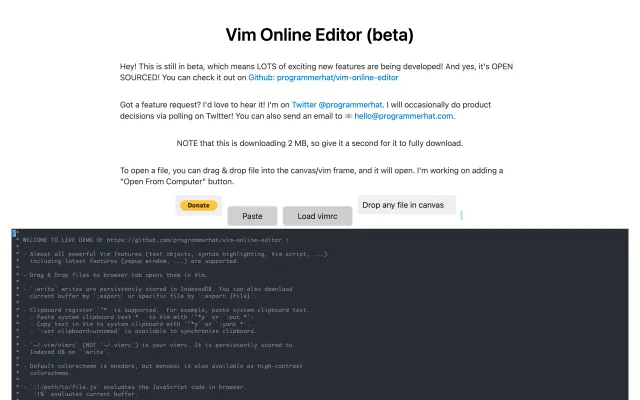 Vim Online Editor (beta)
Hey! This is still in beta, which means LOTS of exciting new features are being developed! And yes, it's OPEN
SOURCED! You can check it out on Github: programmerhat/vim-online-editor
Got a feature request? I'd love to hear it! I'm on Twitter @programmerhat. I will occasionally do product
decisions via polling on Twitter! You can also send an email to 📧 hello@programmerhat.com.
NOTE that this is downloading 2 MB, so give it a second for it to fully download.
To open a file, you can drag & drop file into the canvas/vim frame, and it will open. I'm working on adding a
"Open From Computer" button.
Donate
Paste
Load vimrc
Drop any file in canvas
/*
* WELCOME TO LIVE DEMO OF https://github.com/programmerhat/vim-online-editor !
*
* - Almost all powerful Vim features (text objects, syntax highlighting, Vim script, ...)
*   including latest features (popup window, ...) are supported.
*
* - Drag & Drop files to browser tab opens them in Vim.
*
* - `:write` writes are persistently stored in IndexedDB. You can also download
*   current buffer by `:export` or specific file by `:export {file}`.
*
* - Clipboard register `"*` is supported.  For example, paste system clipboard text.
*   - Paste system clipboard text *   to Vim with `"*p` or `:put *`.
*   - Copy text in Vim to system clipboard with `"*y` or `:yank *`.
*   - `:set clipboard=unnamed` is available to synchronize clipboard.
*
* - `~/.vim/vimrc` (NOT `~/.vimrc`) is your vimrc. It is persistently stored to
*   Indexed DB on `:write`.
*
* - Default colorscheme is onedark, but monokai is also available as high-contrast
*   colorscheme.
*
* - `:!/path/to/file.js` evaluates the JavaScript code in browser.
*   `:!%` evaluates current buffer.